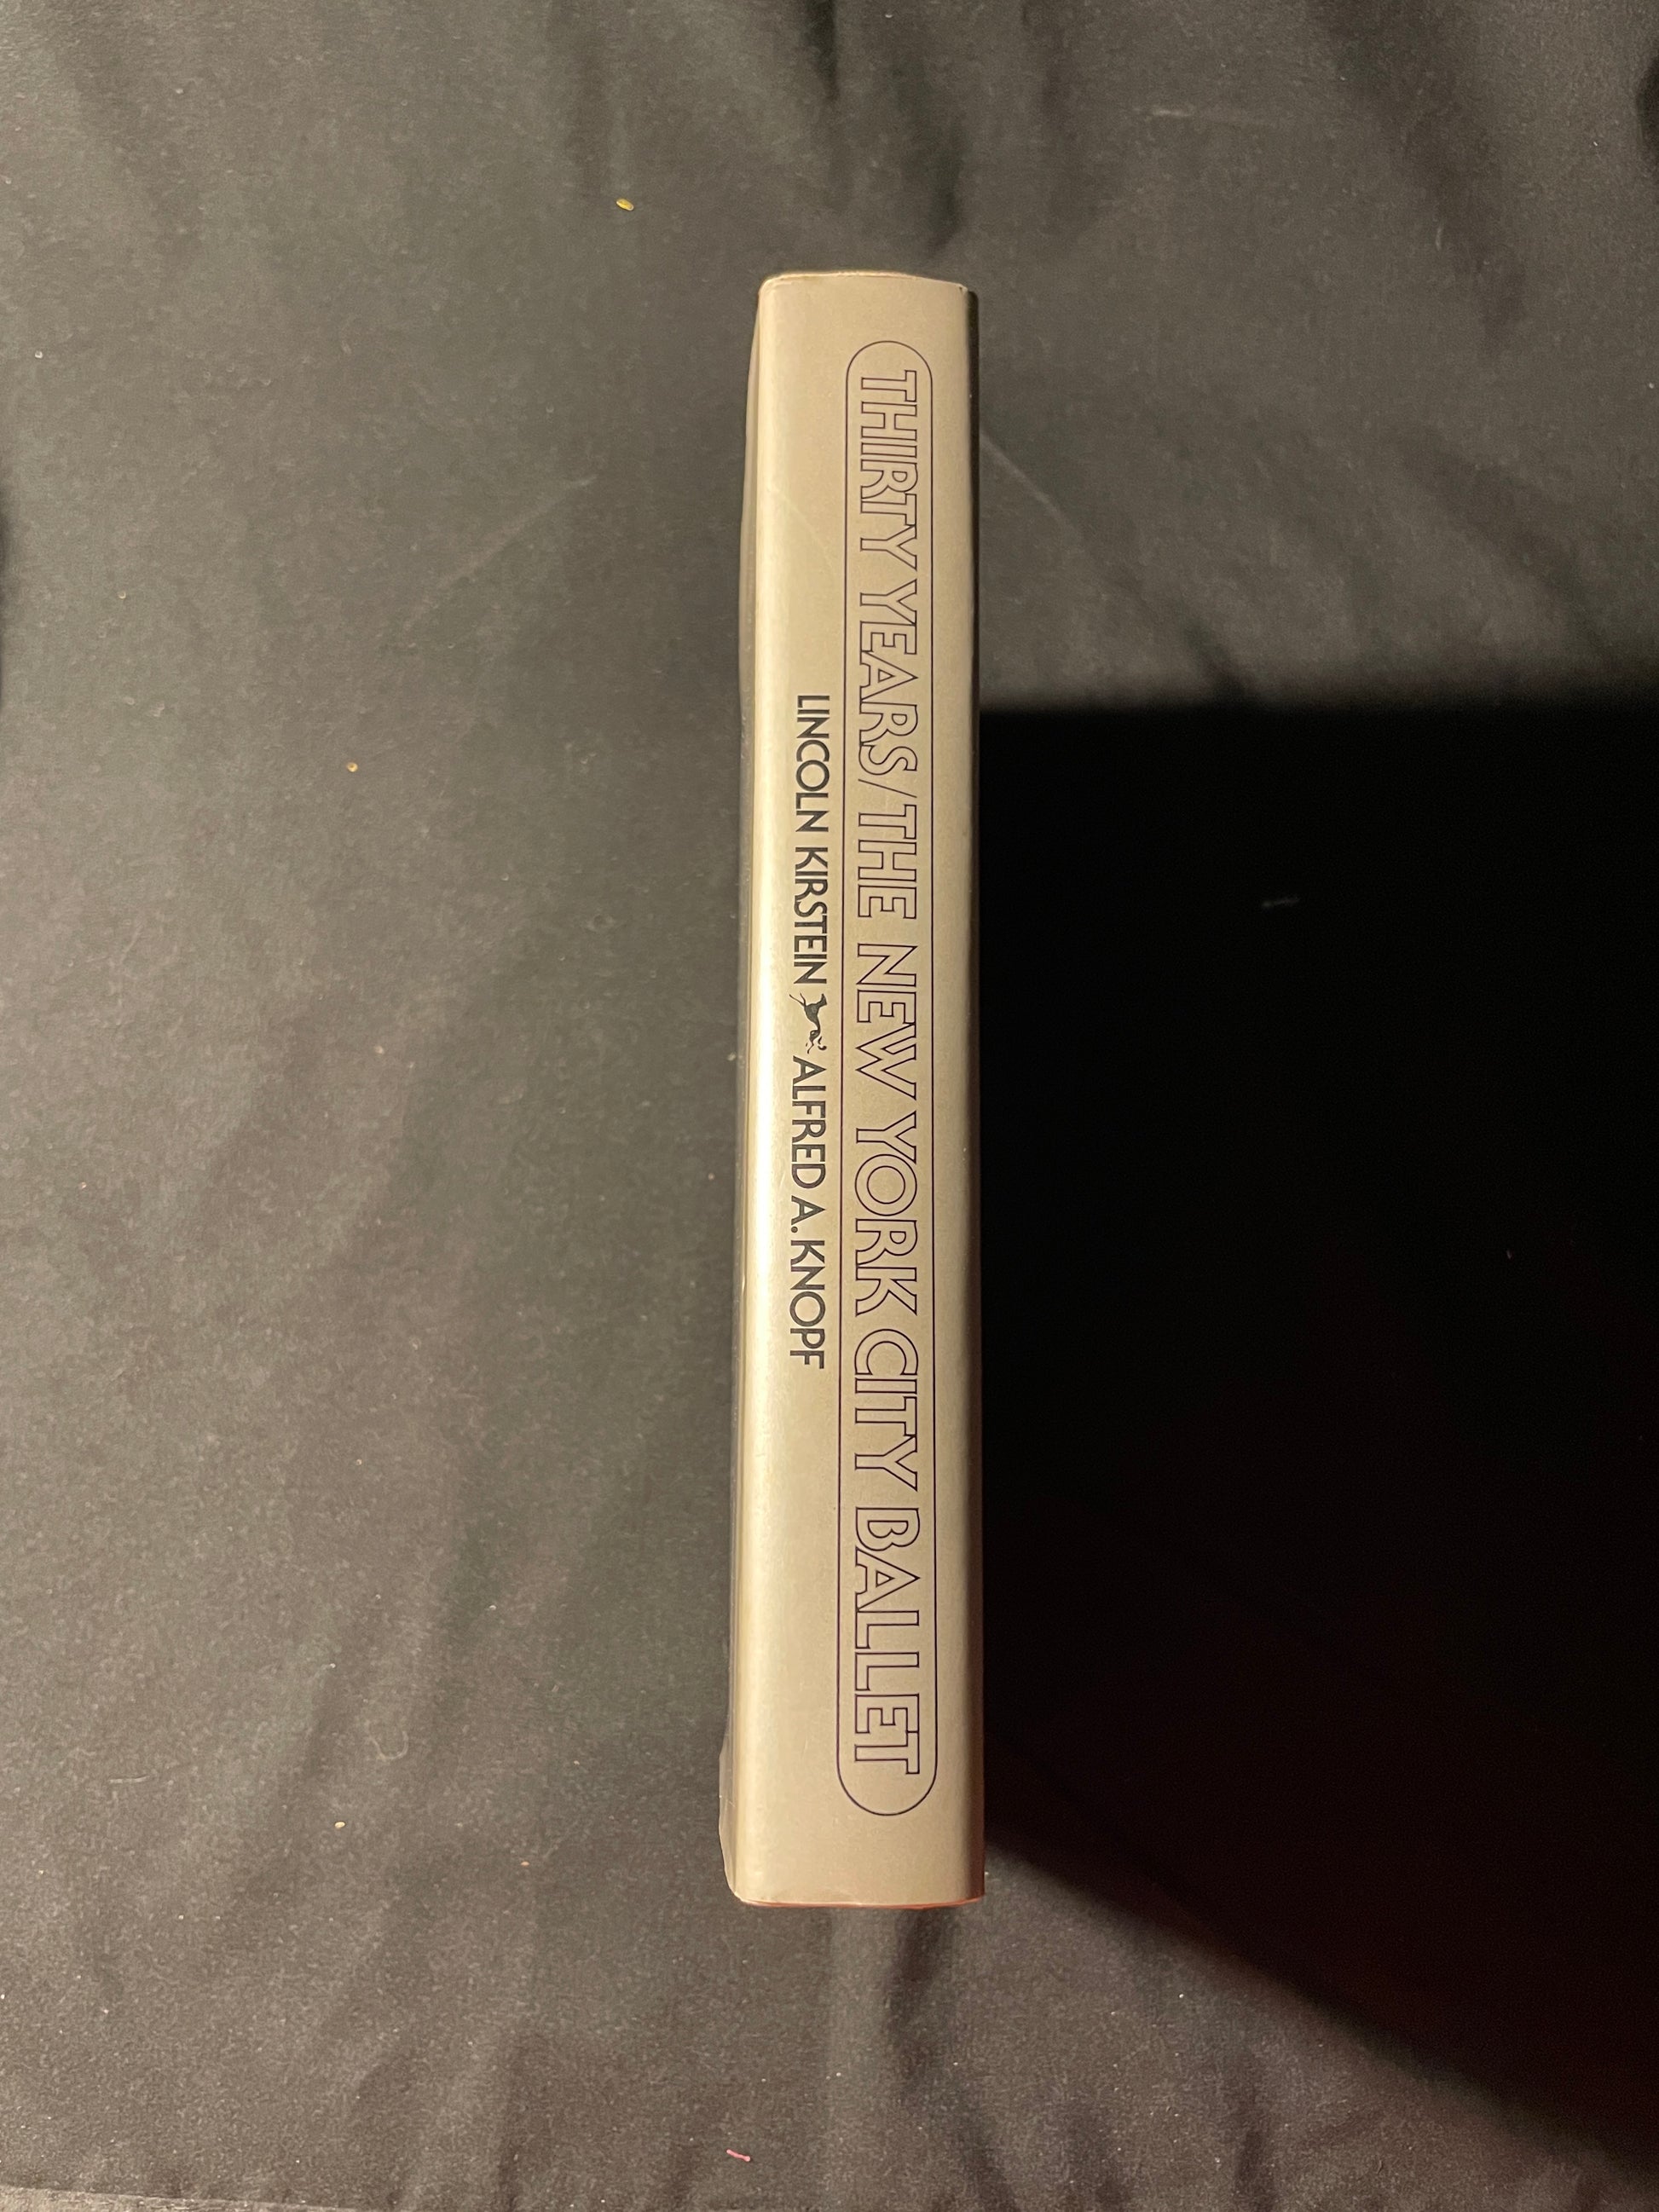 THIRTY YEARS/THE NEW YORK CITY BALLET
LINCOLN KIRSTEIN ALFRED A. KNOPF